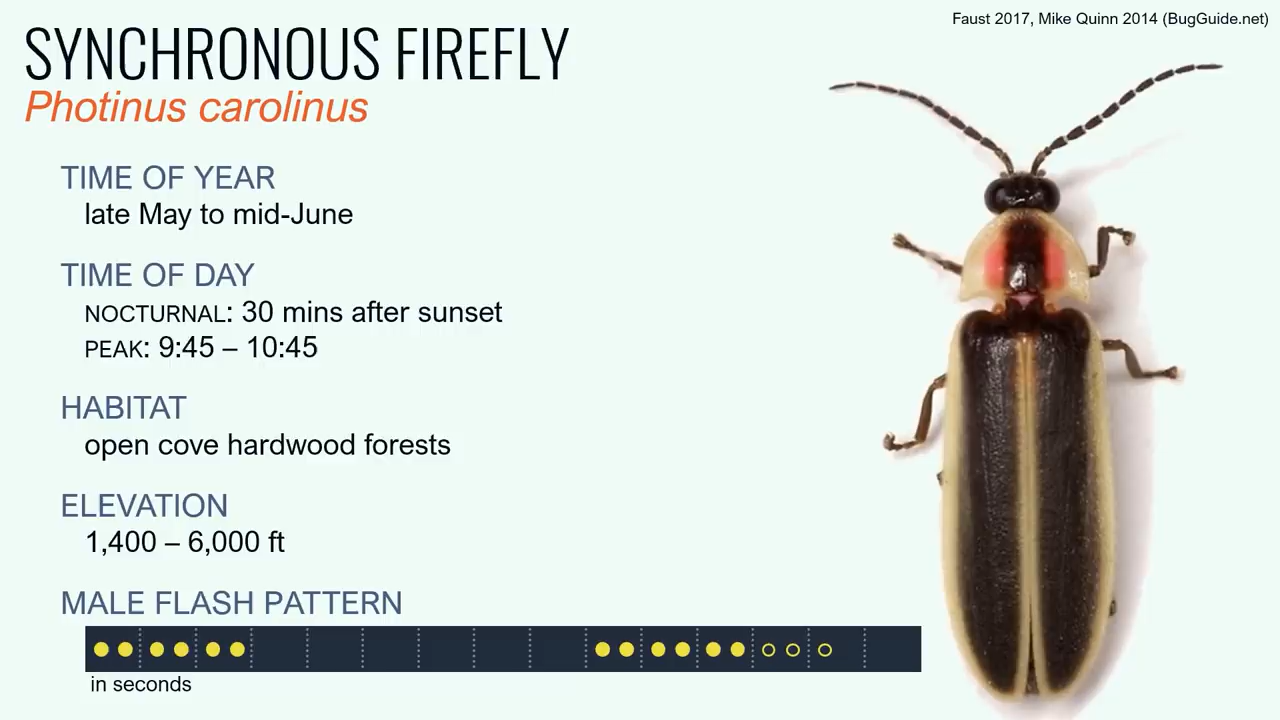 Faust 2017, Mike Quinn 2014 (BugGuide.net)
SYNCHRONOUS FIREFLY
Photinus carolinus
TIME OF YEAR
late May to mid-June
TIME OF DAY
NOCTURNAL: 30 mins after sunset
PEAK: 9:45 – 10:45
HABITAT
open cove hardwood forests
ELEVATION
1,400 – 6,000 ft
MALE FLASH PATTERN
in seconds